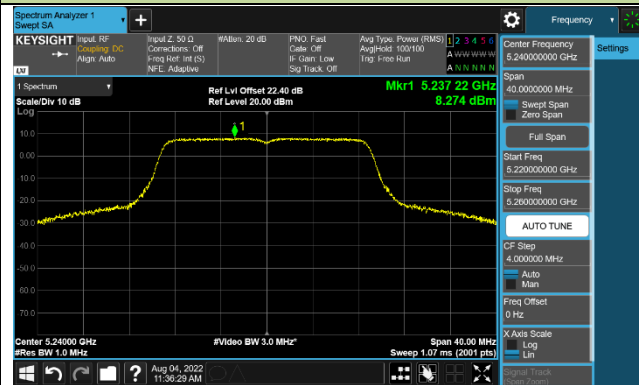 Spectrum Analyzer 1
Swept SA
Frequency
KEYSIGHT
Input: RF
Coupling: DC
Align: Auto
Input Z: 50 Ω
Corrections: Off
Freq Ref: Int (S)
NFE: Adaptive
#Atten: 20 dB
PNO: Fast
Gate: Off
IF Gain: Low
Sig Track: Off
Avg Type: Power (RMS)
Avg|Hold: 100/100
Trig: Free Run
1 2 3 4 5 6
A W W W W W
A N N N N N
LXI
1 Spectrum
Scale/Div 10 dB
Log
Ref Lvl Offset 22.40 dB
Ref Level 20.00 dBm
Mkr1 5.237 22 GHz
8.274 dBm
1
10.0
0.00
-10.0
-20.0
-30.0
-40.0
-50.0
-60.0
-70.0
Center 5.24000 GHz
#Res BW 1.0 MHz
#Video BW 3.0 MHz*
Span 40.00 MHz
Sweep 1.07 ms (2001 pts)
Aug 04, 2022
11:36:29 AM
Center Frequency
5.240000000 GHz
Settings
Span
40.0000000 MHz
Swept Span
Zero Span
Full Span
Start Freq
5.220000000 GHz
Stop Freq
5.260000000 GHz
AUTO TUNE
CF Step
4.000000 MHz
Auto
Man
Freq Offset
0 Hz
X Axis Scale
Log
Lin
Signal Track
(Span Zoom)